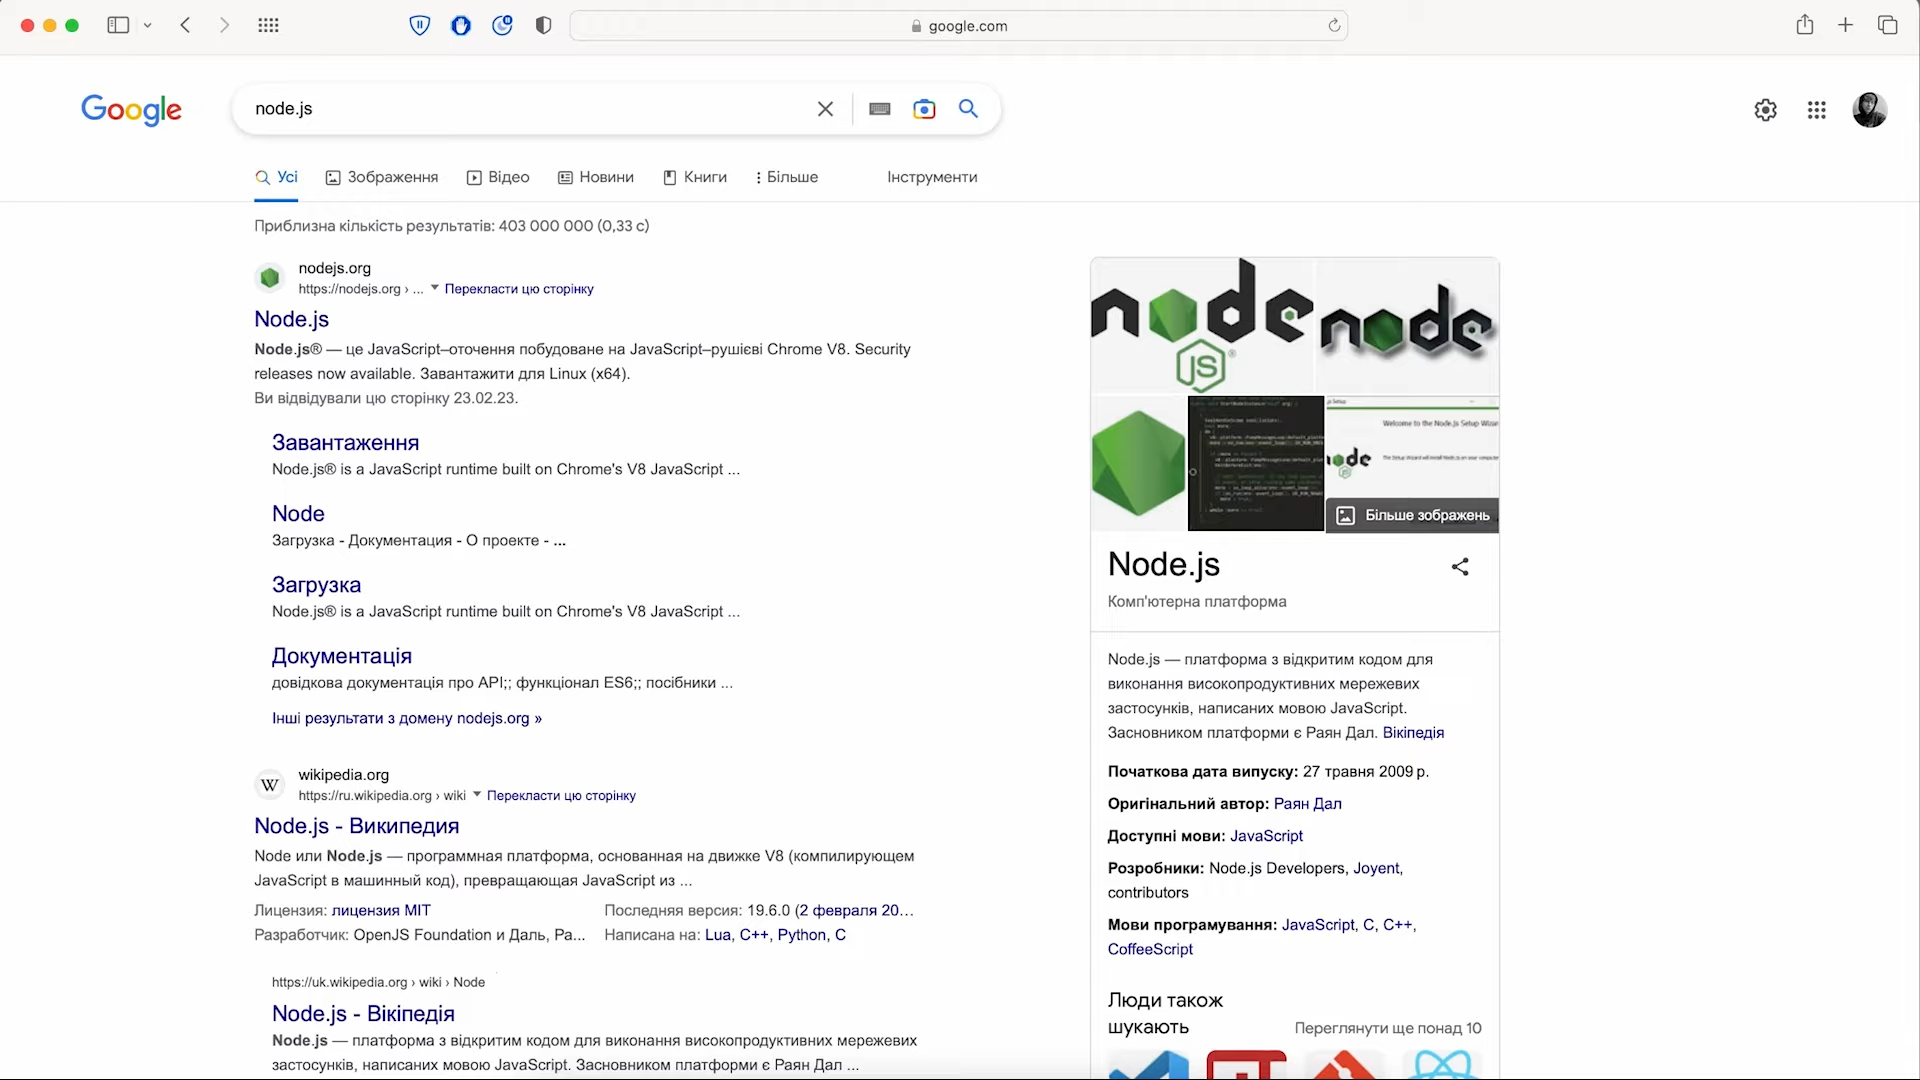 google.com
Google
node.js
Усі
Зображення
Відео
Новини
Книги
Більше
Інструменти
Приблизна кількість результатів: 403 000 000 (0,33 с)
nodejs.org
https://nodejs.org › ... Перекласти цю сторінку
Node.js
Node.js® — це JavaScript–оточення побудоване на JavaScript–рушієві Chrome V8. Security
releases now available. Завантажити для Linux (x64).
Ви відвідували цю сторінку 23.02.23.
Завантаження
Node.js® is a JavaScript runtime built on Chrome's V8 JavaScript ...
Node
Загрузка - Документация - О проекте - ...
Загрузка
Node.js® is a JavaScript runtime built on Chrome's V8 JavaScript ...
Документація
довідкова документація про API;; функціонал ES6;; посібники ...
Інші результати з домену nodejs.org »
W
wikipedia.org
https://ru.wikipedia.org › wiki Перекласти цю сторінку
Node.js - Википедия
Node или Node.js — программная платформа, основанная на движке V8 (компилирующем
JavaScript в машинный код), превращающая JavaScript из ...
Лицензия: лицензия MIT
Последняя версия: 19.6.0 (2 февраля 20...
Разработчик: OpenJS Foundation и Даль, Ра...
Написана на: Lua, C++, Python, C
https://uk.wikipedia.org › wiki › Node
Node.js - Вікіпедія
Node.js — платформа з відкритим кодом для виконання високопродуктивних мережевих
застосунків, написаних мовою JavaScript. Засновником платформи є Раян Дал ...
node
JS
node
Welcome to the Node.js Setup Wizar
node
Більше зображень
Node.js
Комп'ютерна платформа
Node.js — платформа з відкритим кодом для
виконання високопродуктивних мережевих
застосунків, написаних мовою JavaScript.
Засновником платформи є Раян Дал. Вікіпедія
Початкова дата випуску: 27 травня 2009 р.
Оригінальний автор: Раян Дал
Доступні мови: JavaScript
Розробники: Node.js Developers, Joyent,
contributors
Мови програмування: JavaScript, C, C++,
CoffeeScript
Люди також
шукають
Переглянути ще понад 10